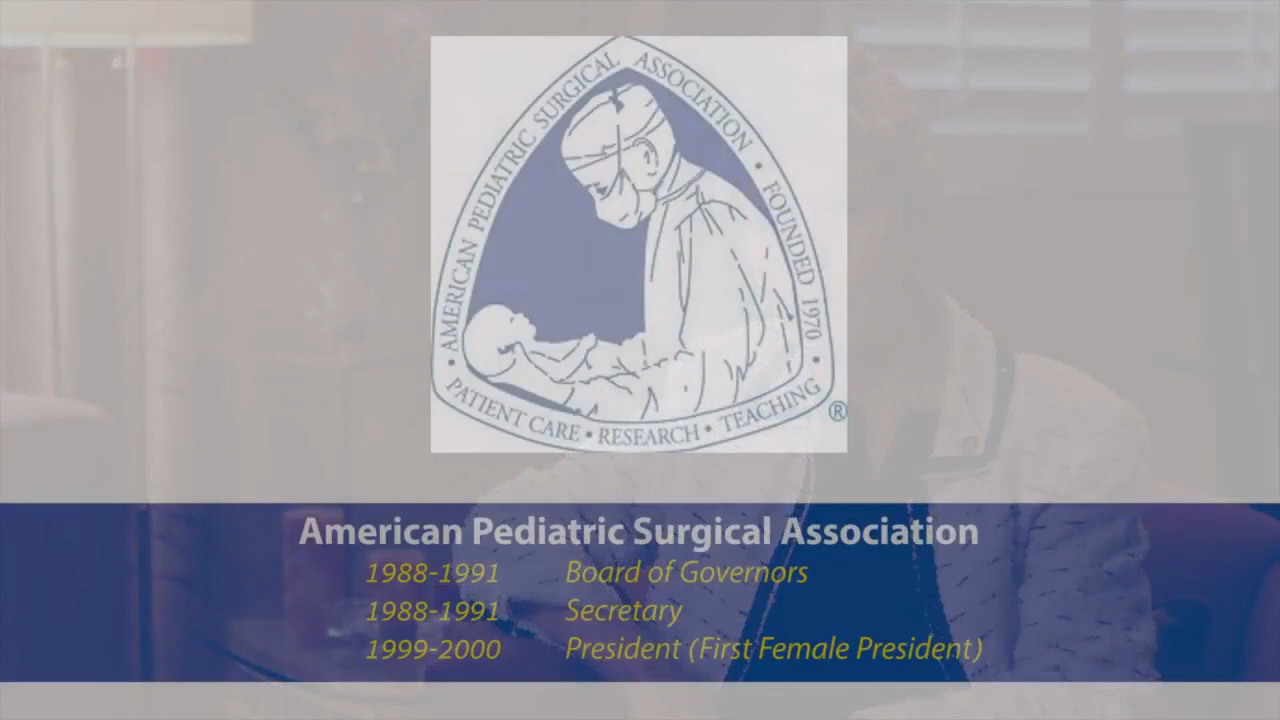 AMERICAN PEDIATRIC SURGICAL ASSOCIATION • FOUNDED 1970 •
• PATIENT CARE • RESEARCH • TEACHING
®
American Pediatric Surgical Association
1988-1991 Board of Governors
1988-1991 Secretary
1999-2000 President (First Female President)